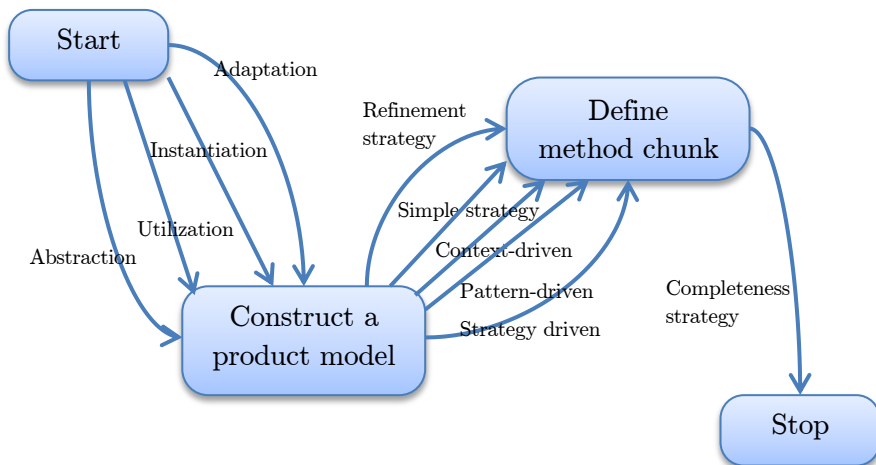 Start
Adaptation
Instantiation
Utilization
Abstraction
Construct a
product model
Refinement
strategy
Simple strategy
Context-driven
Pattern-driven
Strategy driven
Define
method chunk
Completeness
strategy
Stop